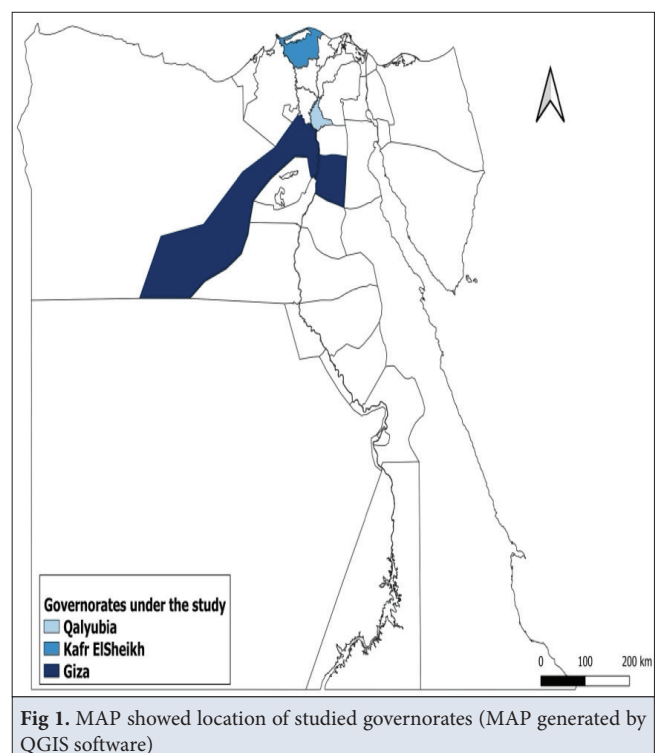 0 100 200 km
Governorates under the study
Qalyubia
Kafr ElSheikh
Giza
Fig 1. MAP showed location of studied governorates (MAP generated by
QGIS software)